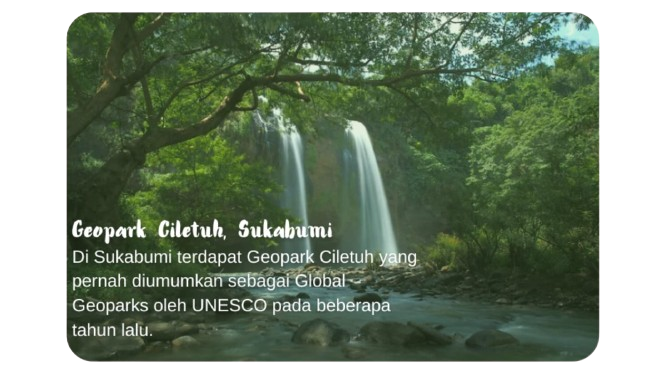 Geopark Ciletuh, Sukabumi
Di Sukabumi terdapat Geopark Ciletuh yang
pernah diumumkan sebagai Global
Geoparks oleh UNESCO pada beberapa
tahun lalu.